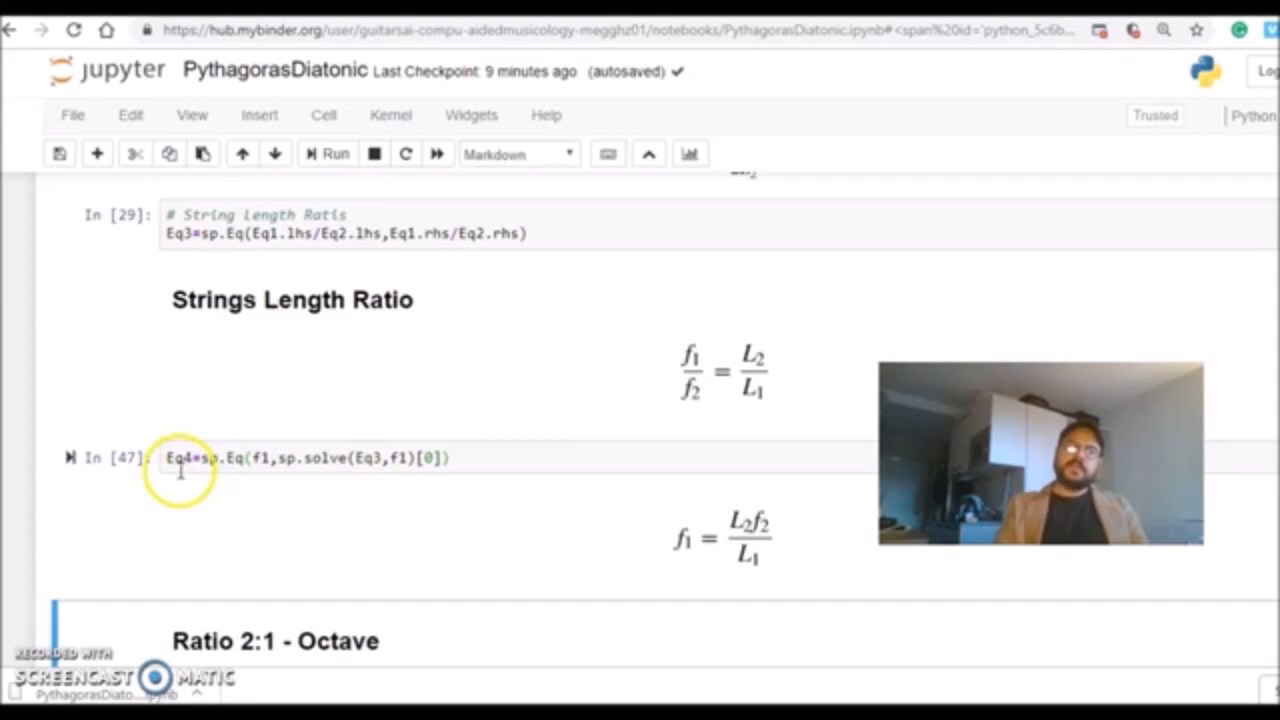 https://hub.mybinder.org/user/guitarsai-compu-aidedmusicology-megghz01/notebooks/PythagorasDiatonic.ipynb#<span%20id='python_5c6b...
jupyter PythagorasDiatonic Last Checkpoint: 9 minutes ago (autosaved)
File Edit View Insert Cell Kernel Widgets Help Trusted Python
Run Markdown
In [29]: # String Length Ratis
Eq3=sp.Eq(Eq1.lhs/Eq2.lhs,Eq1.rhs/Eq2.rhs)
Strings Length Ratio
f₁/f₂ = L₂/L₁
In [47]: Eq4=sp.Eq(f1,sp.solve(Eq3,f1)[0])
f₁ = L₂f₂/L₁
Ratio 2:1 - Octave
RECORDED WITH
SCREENCAST MATIC
PythagorasDiato....ipynb